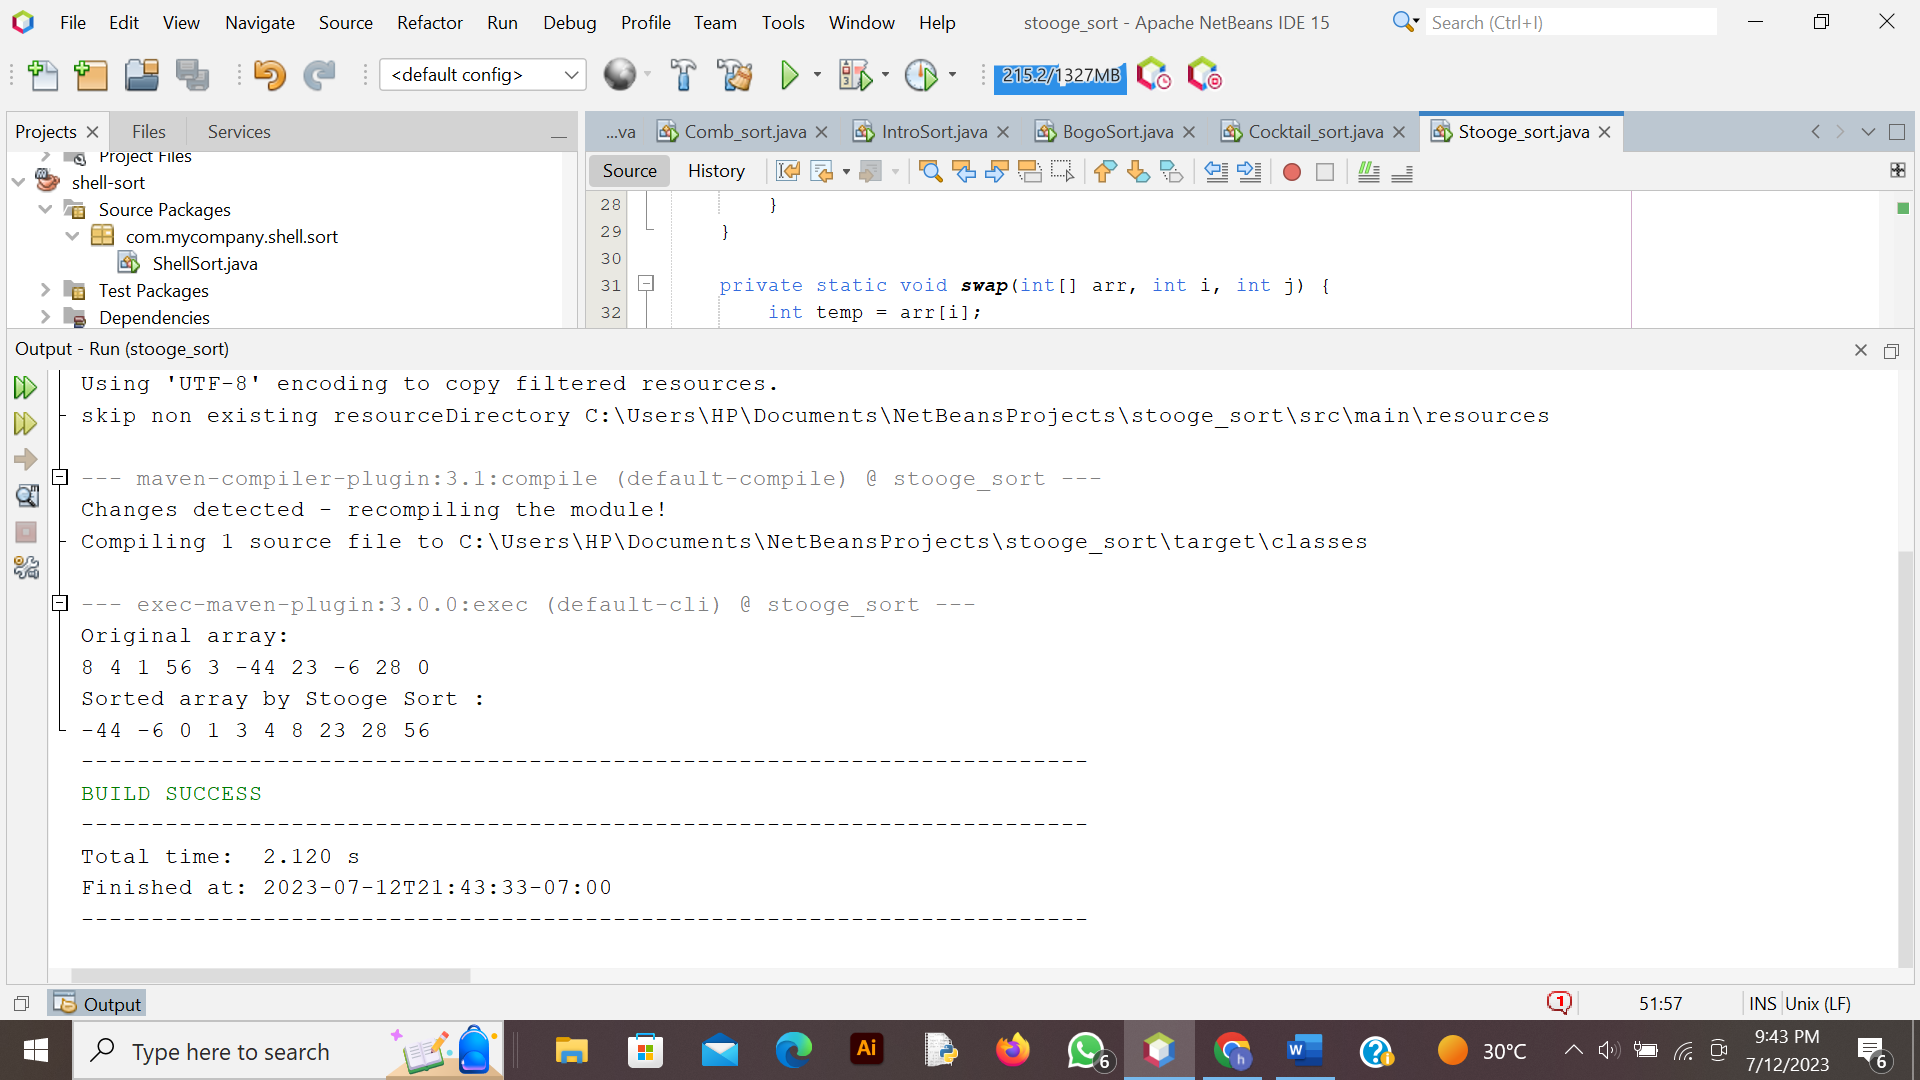 File Edit View Navigate Source Refactor Run Debug Profile Team Tools Window Help
stooge_sort - Apache NetBeans IDE 15
Search (Ctrl+I)
<default config>
215.2/1327MB
Projects Files Services
...va Comb_sort.java IntroSort.java BogoSort.java Cocktail_sort.java Stooge_sort.java
Project Files
shell-sort
Source Packages
com.mycompany.shell.sort
ShellSort.java
Test Packages
Dependencies
Source History
28 }
29 }
30
31 private static void swap(int[] arr, int i, int j) {
32 int temp = arr[i];
Output - Run (stooge_sort)
Using 'UTF-8' encoding to copy filtered resources.
skip non existing resourceDirectory C:\Users\HP\Documents\NetBeansProjects\stooge_sort\src\main\resources
--- maven-compiler-plugin:3.1:compile (default-compile) @ stooge_sort ---
Changes detected - recompiling the module!
Compiling 1 source file to C:\Users\HP\Documents\NetBeansProjects\stooge_sort\target\classes
--- exec-maven-plugin:3.0.0:exec (default-cli) @ stooge_sort ---
Original array:
8 4 1 56 3 -44 23 -6 28 0
Sorted array by Stooge Sort :
-44 -6 0 1 3 4 8 23 28 56
------------------------------------------------------------------------
BUILD SUCCESS
------------------------------------------------------------------------
Total time:  2.120 s
Finished at: 2023-07-12T21:43:33-07:00
------------------------------------------------------------------------
Output
1
51:57
INS
Unix (LF)
Type here to search
Ai
6
h
W
30°C
9:43 PM
7/12/2023
6